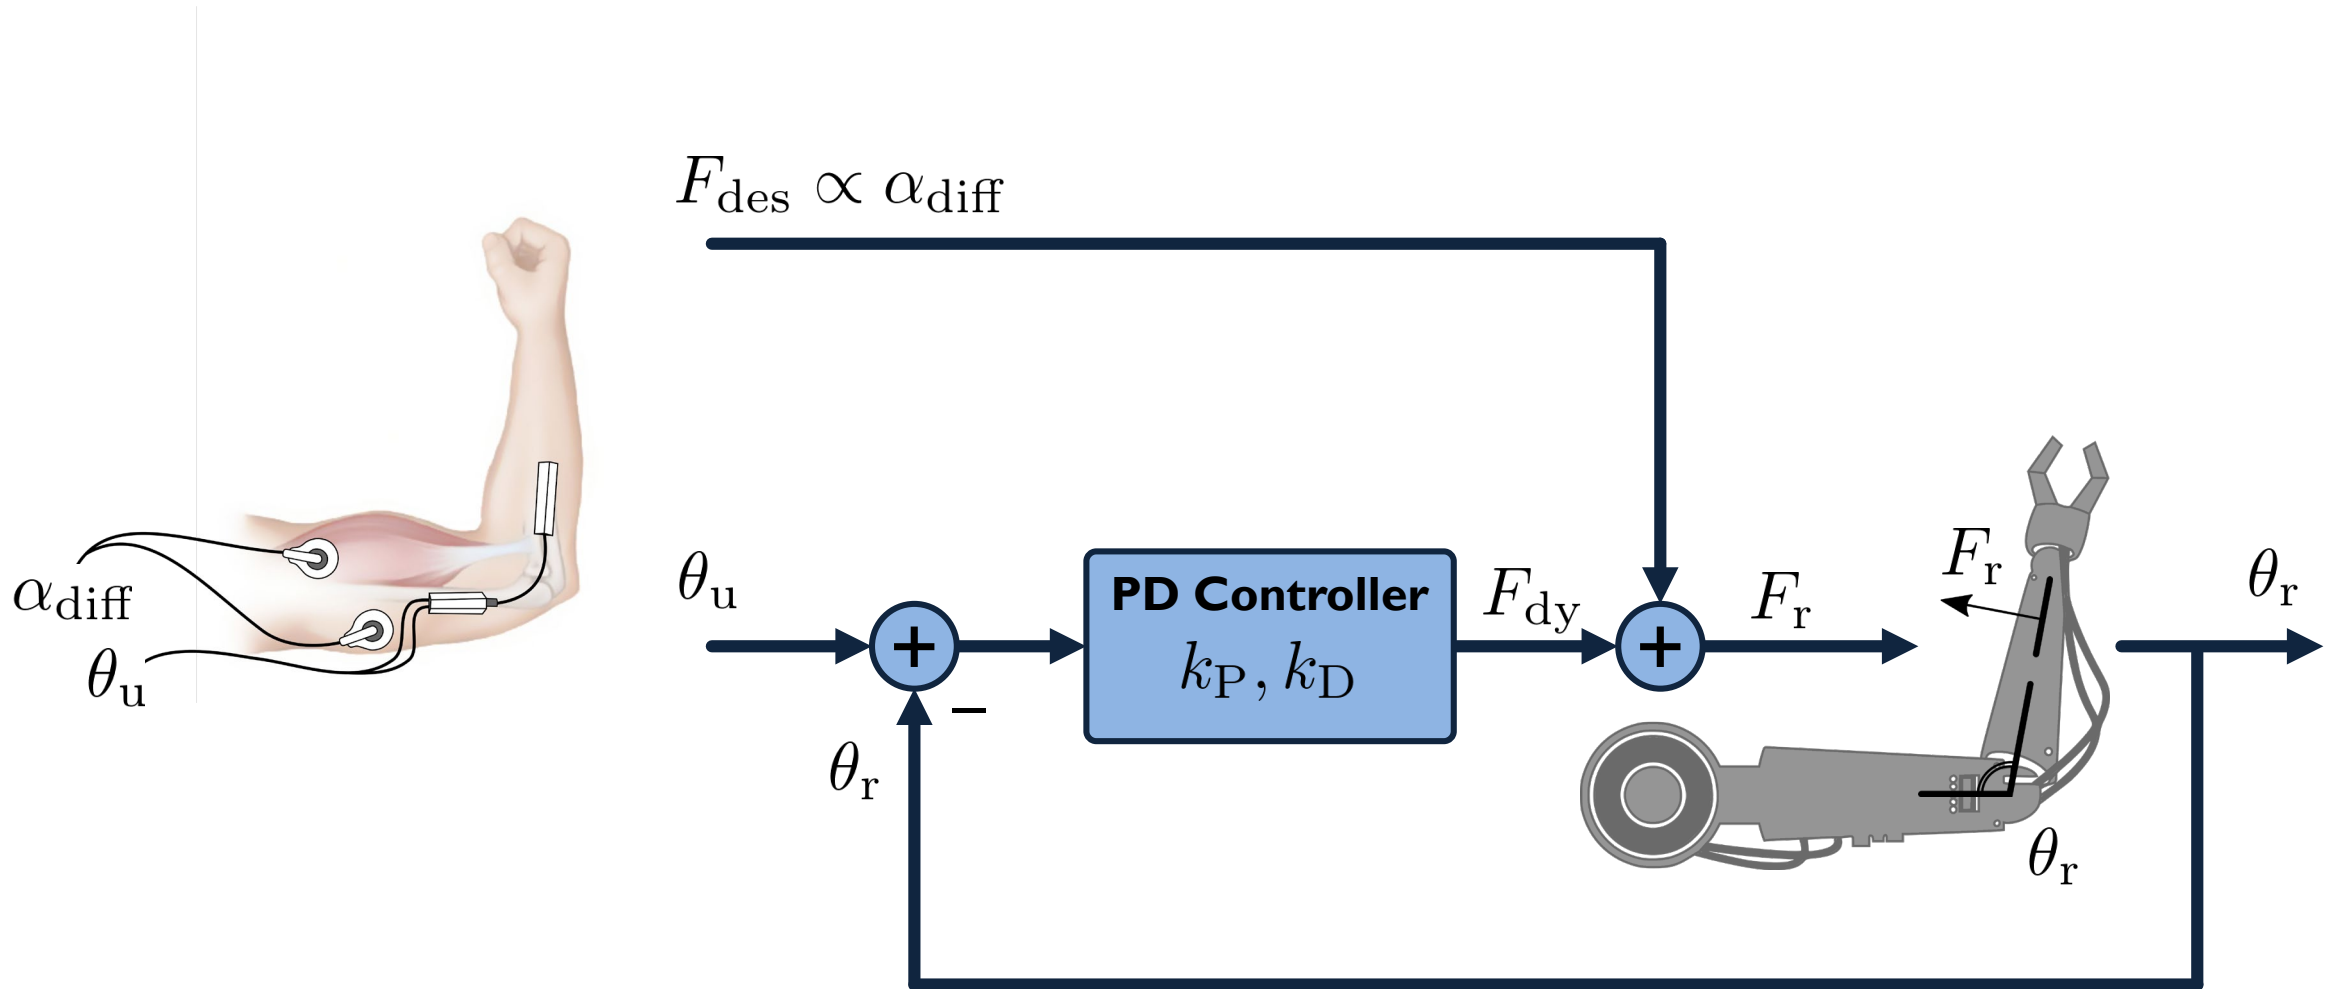 F_des ∝ α_diff
α_diff
θ_u
θ_u
+
−
θ_r
PD Controller
k_P, k_D
F_dy
+
F_r
F_r
θ_r
θ_r